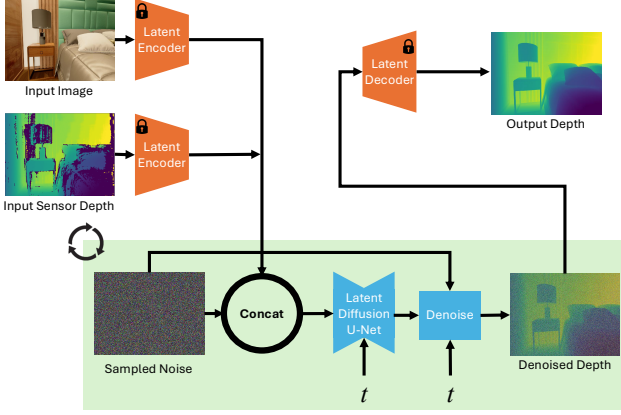 Latent
Encoder
Input Image
Latent
Encoder
Input Sensor Depth
Latent
Decoder
Output Depth
Sampled Noise
Concat
Latent
Diffusion
U-Net
Denoise
Denoised Depth
t
t